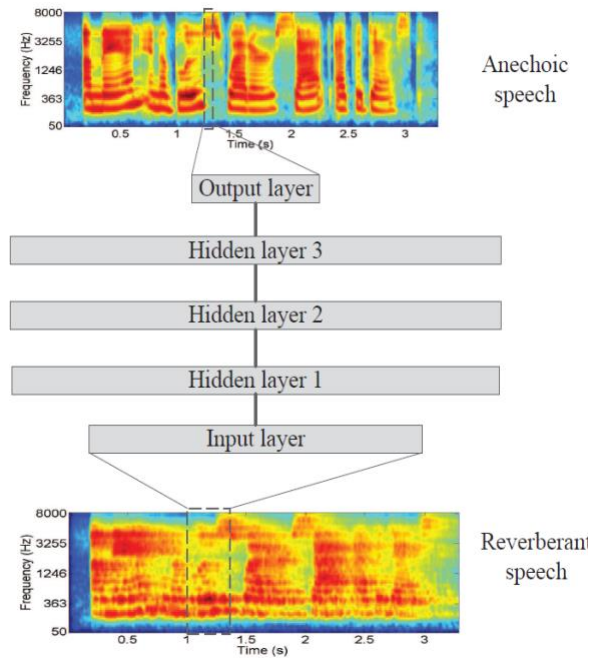 8000
3255
1246
363
50
Frequency (Hz)
0.5 1 1.5 2 2.5 3
Time (s)
Anechoic
speech
Output layer
Hidden layer 3
Hidden layer 2
Hidden layer 1
Input layer
8000
3255
1246
363
50
Frequency (Hz)
0.5 1 1.5 2 2.5 3
Time (s)
Reverberant
speech